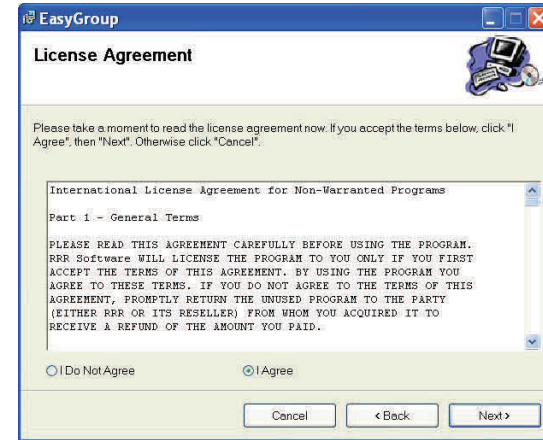 EasyGroup
License Agreement
Please take a moment to read the license agreement now. If you accept the terms below, click "I
Agree", then "Next". Otherwise click "Cancel".
International License Agreement for Non-Warranted Programs
Part 1 - General Terms
PLEASE READ THIS AGREEMENT CAREFULLY BEFORE USING THE PROGRAM.
RRR Software WILL LICENSE THE PROGRAM TO YOU ONLY IF YOU FIRST
ACCEPT THE TERMS OF THIS AGREEMENT. BY USING THE PROGRAM YOU
AGREE TO THESE TERMS. IF YOU DO NOT AGREE TO THE TERMS OF THIS
AGREEMENT, PROMPTLY RETURN THE UNUSED PROGRAM TO THE PARTY
(EITHER RRR OR ITS RESELLER) FROM WHOM YOU ACQUIRED IT TO
RECEIVE A REFUND OF THE AMOUNT YOU PAID.
I Do Not Agree
I Agree
Cancel
< Back
Next >